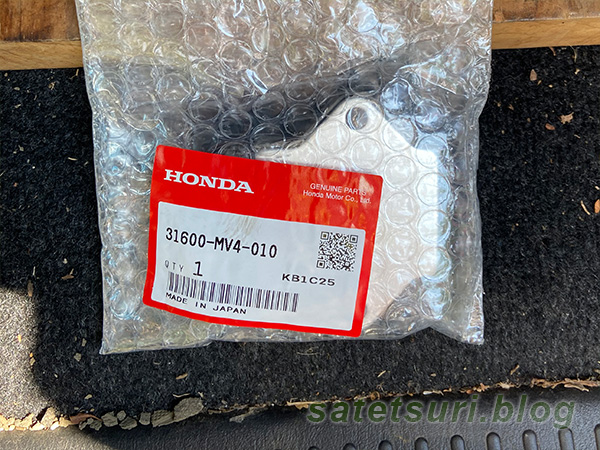 HONDA
GENUINE PARTS
Honda Motor Co., Ltd.
31600-MV4-010
QTY 1
KB1C25
MADE IN JAPAN
satetsuri.blog